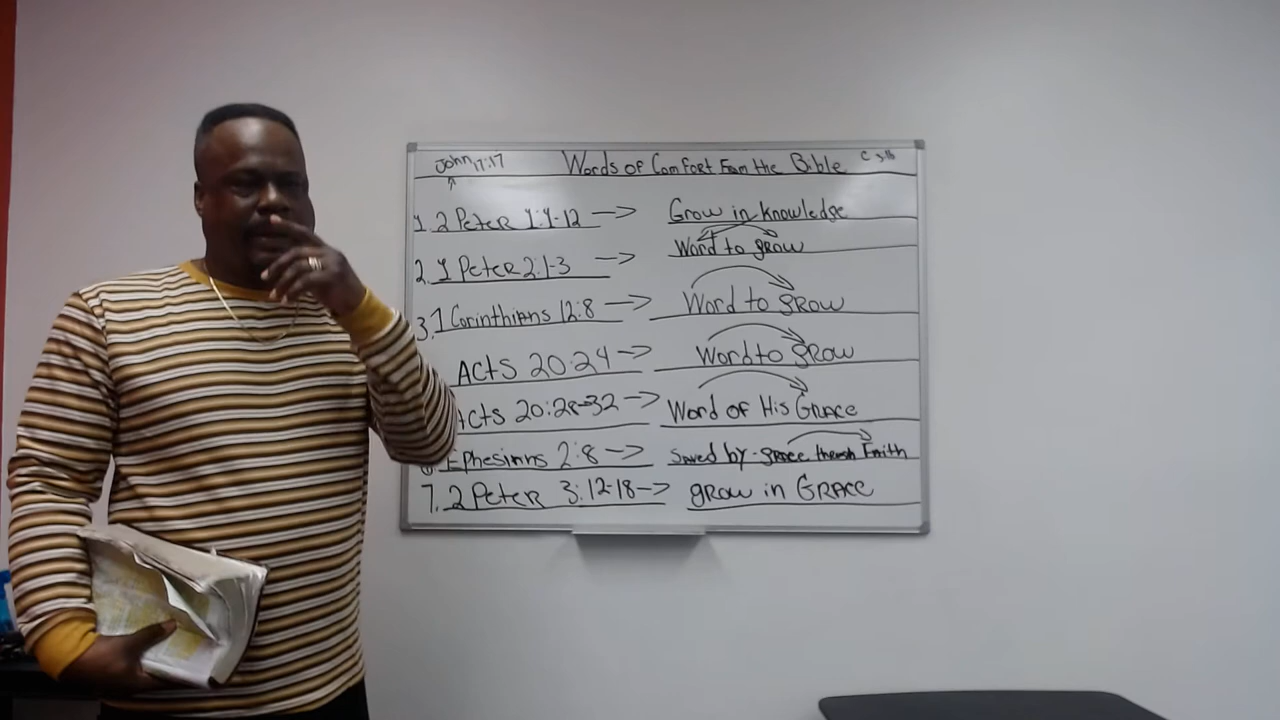 John 17:17 Words of Comfort From the Bible
1. 2 Peter 1:1-12 → Grow in Knowledge
2. 1 Peter 2:1-3 → Word to grow
3. 1 Corinthians 12:8 → Word to grow
Acts 20:24 → Word to grow
Acts 20:28-32 → Word of His Grace
Ephesians 2:8 → Saved by - grace through Faith
7. 2 Peter 3:12-18 → grow in Grace